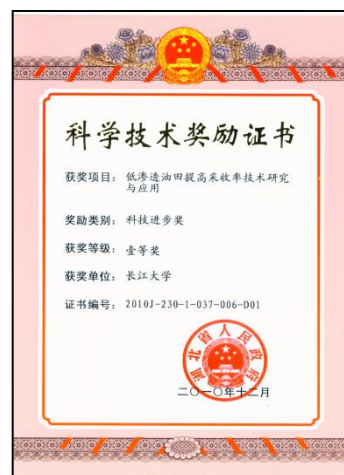 科学技术奖励证书
获奖项目：低渗透油田提高采收率技术研究
与应用
奖励类别：科技进步奖
获奖等级：壹等奖
获奖单位：长江大学
证书编号：2010J-230-1-037-006-D01
湖北省人民政府
二〇一〇年十二月